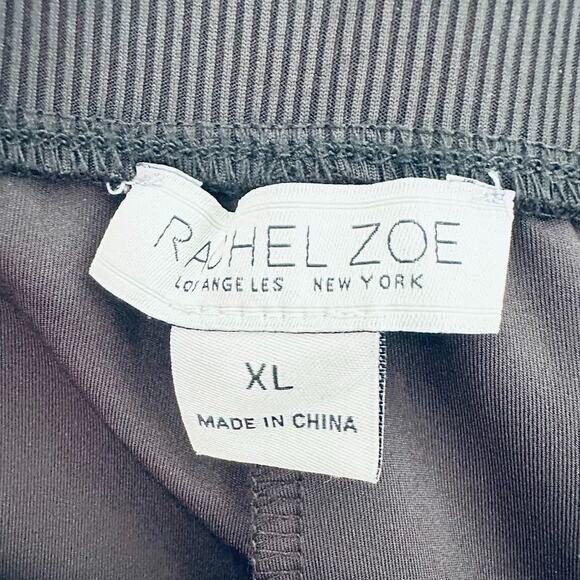 RACHEL ZOE
LOS ANGELES NEW YORK
XL
MADE IN CHINA